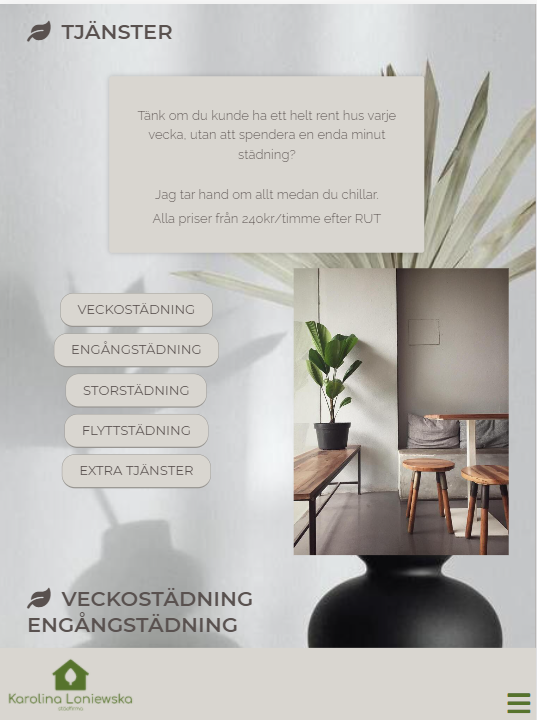 TJÄNSTER
Tänk om du kunde ha ett helt rent hus varje
vecka, utan att spendera en enda minut
städning?
Jag tar hand om allt medan du chillar.
Alla priser från 240kr/timme efter RUT
VECKOSTÄDNING
ENGÅNGSTÄDNING
STORSTÄDNING
FLYTTSTÄDNING
EXTRA TJÄNSTER
VECKOSTÄDNING
ENGÅNGSTÄDNING
Karolina Loniewska
städfirma